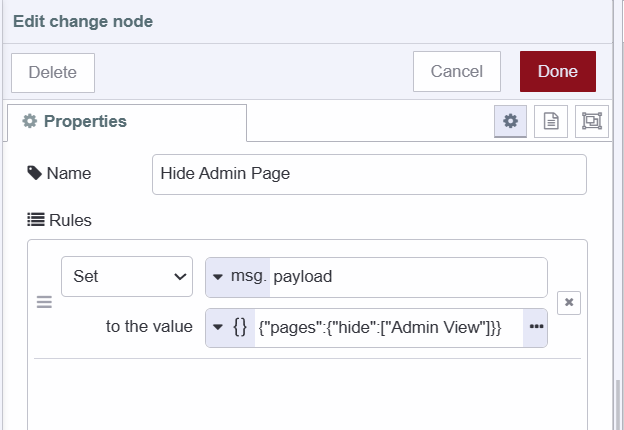 Edit change node
Delete
Cancel
Done
Properties
Name
Hide Admin Page
Rules
Set
msg. payload
to the value
{} {"pages":{"hide":["Admin View"]}}